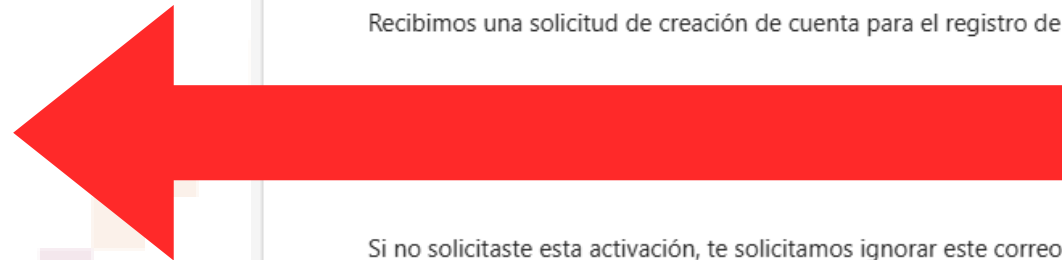 Recibimos una solicitud de creación de cuenta para el registro de
Si no solicitaste esta activación, te solicitamos ignorar este correo